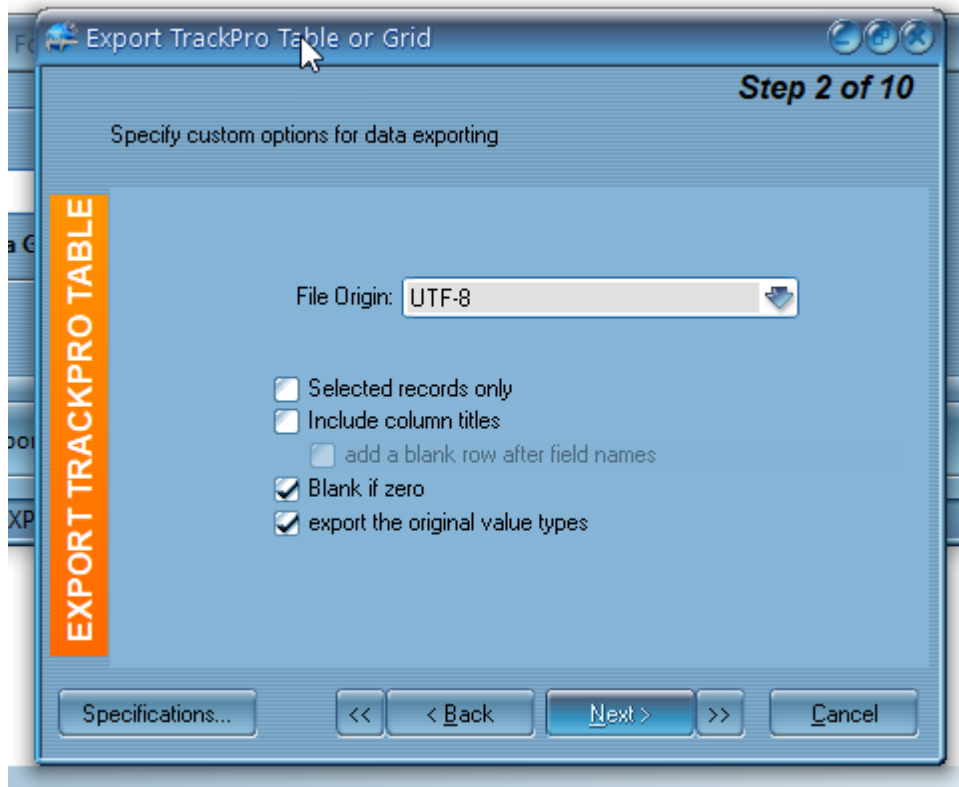 Export TrackPro Table or Grid
Step 2 of 10
Specify custom options for data exporting
EXPORT TRACKPRO TABLE
File Origin: UTF-8
Selected records only
Include column titles
add a blank row after field names
Blank if zero
export the original value types
Specifications...
<<
< Back
Next >
>>
Cancel